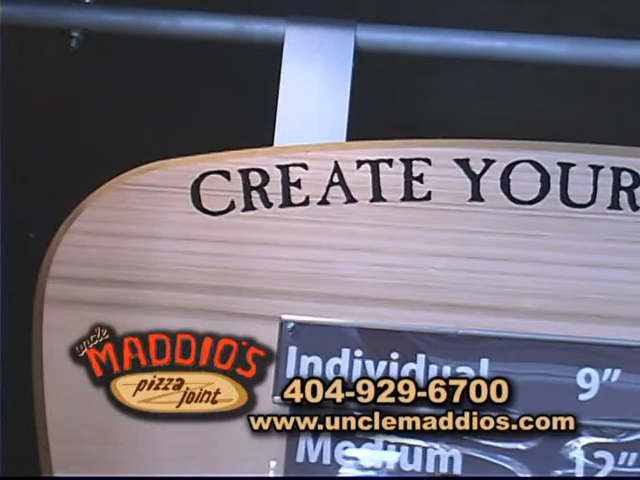 CREATE YOUR
uncle
MADDIO'S
pizza
joint
Individual 9"
404-929-6700
www.unclemaddios.com
Medium 12"